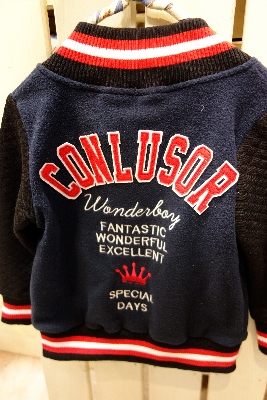 CONLUSOR
Wonderboy
FANTASTIC
WONDERFUL
EXCELLENT
SPECIAL
DAYS